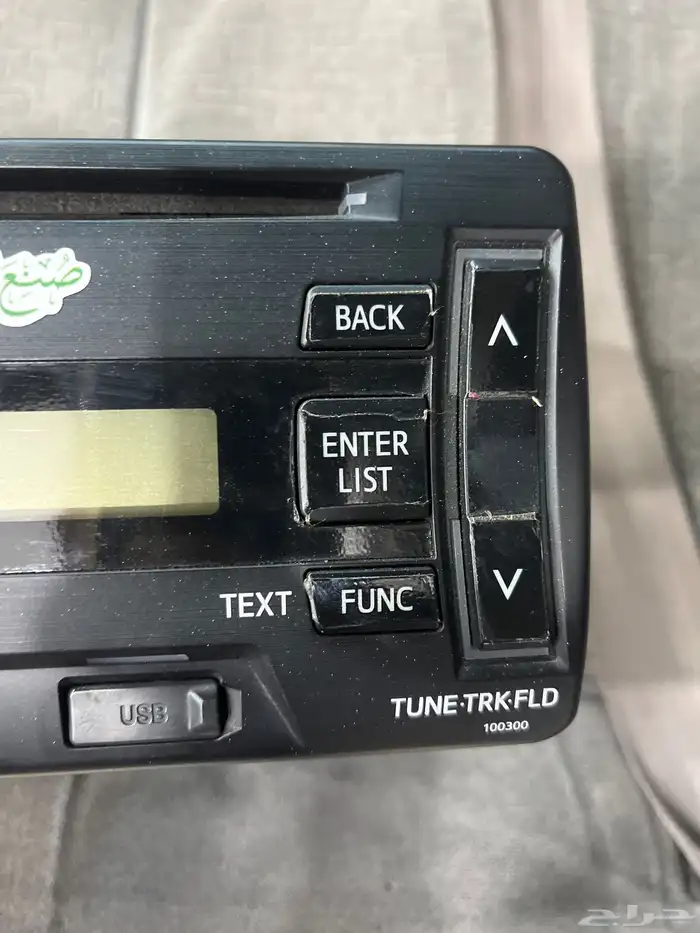 صنع
BACK
ENTER
LIST
TEXT FUNC
USB
TUNE·TRK·FLD
100300
حراج